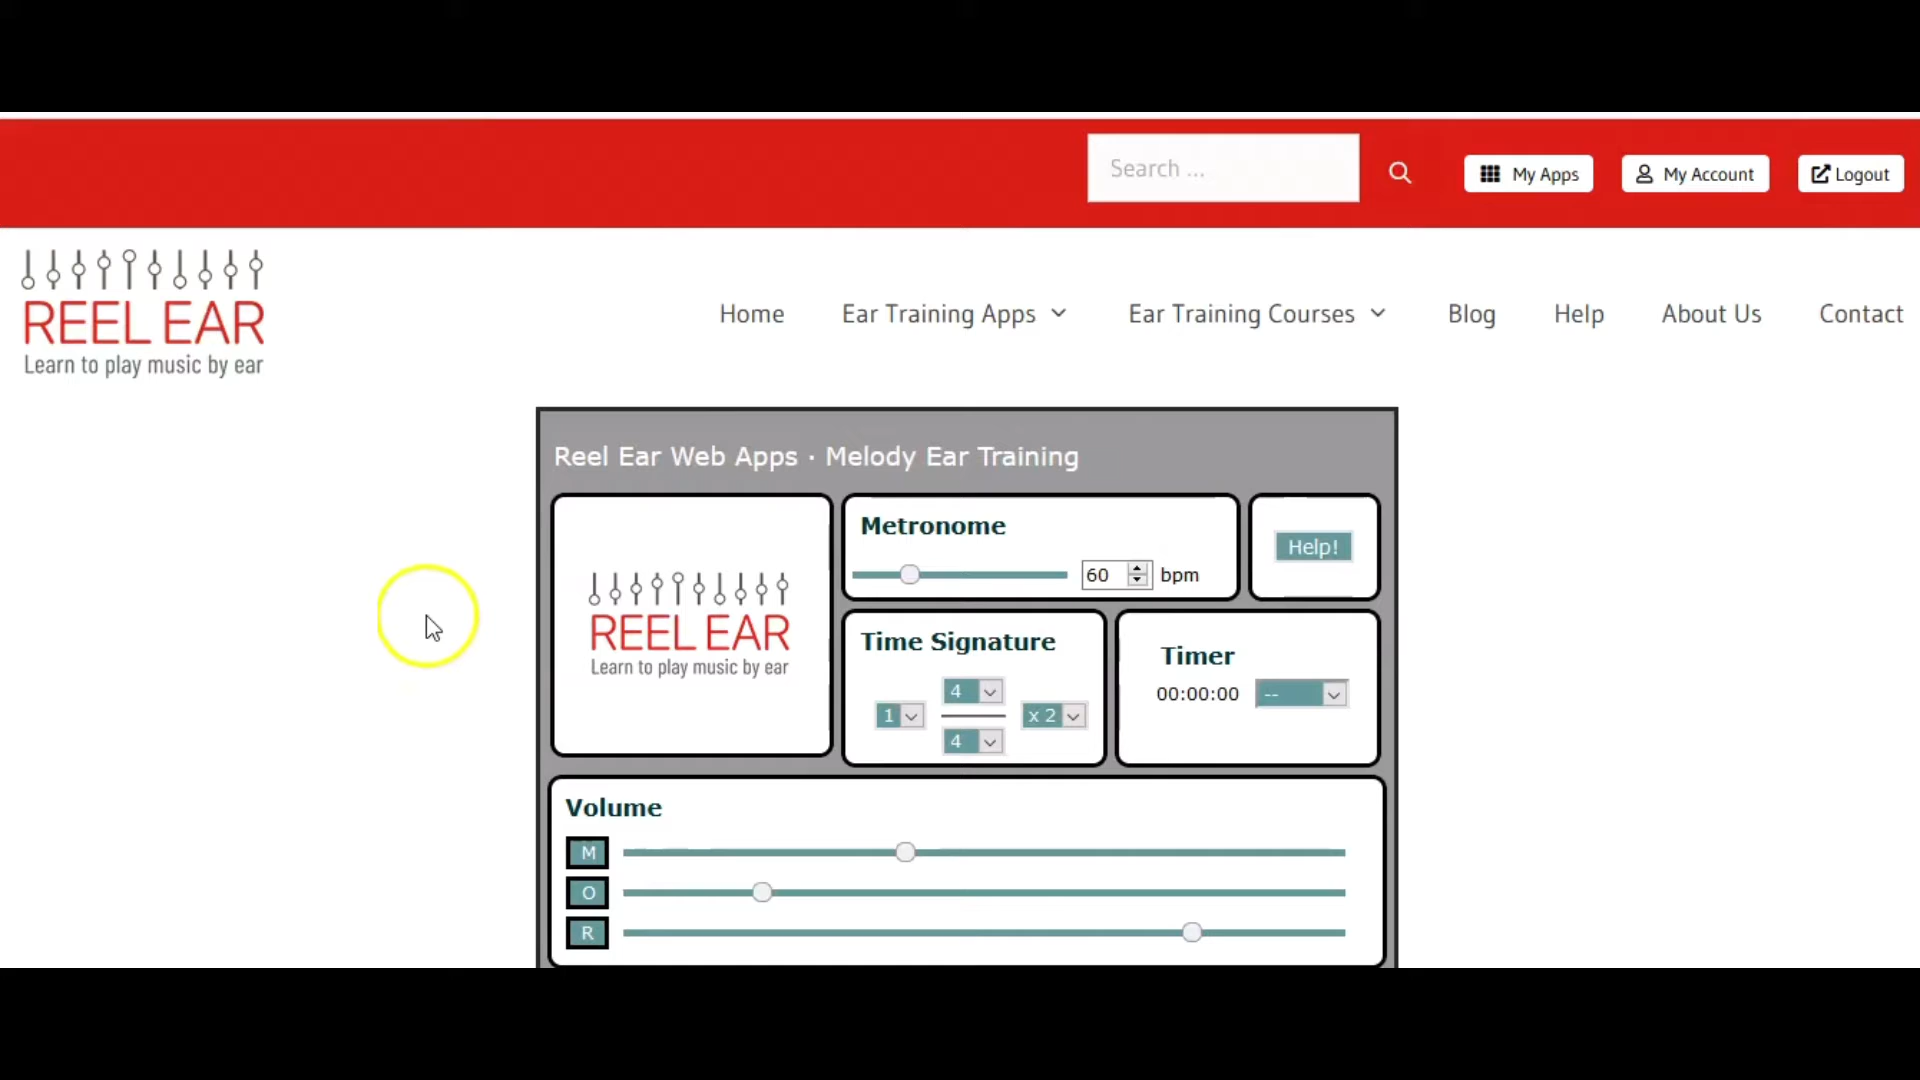 Search ...
My Apps
My Account
Logout
REEL EAR
Learn to play music by ear
Home
Ear Training Apps
Ear Training Courses
Blog
Help
About Us
Contact
Reel Ear Web Apps · Melody Ear Training
REEL EAR
Learn to play music by ear
Metronome
60 bpm
Help!
Time Signature
4
1
x 2
4
Timer
00:00:00 --
Volume
M
O
R